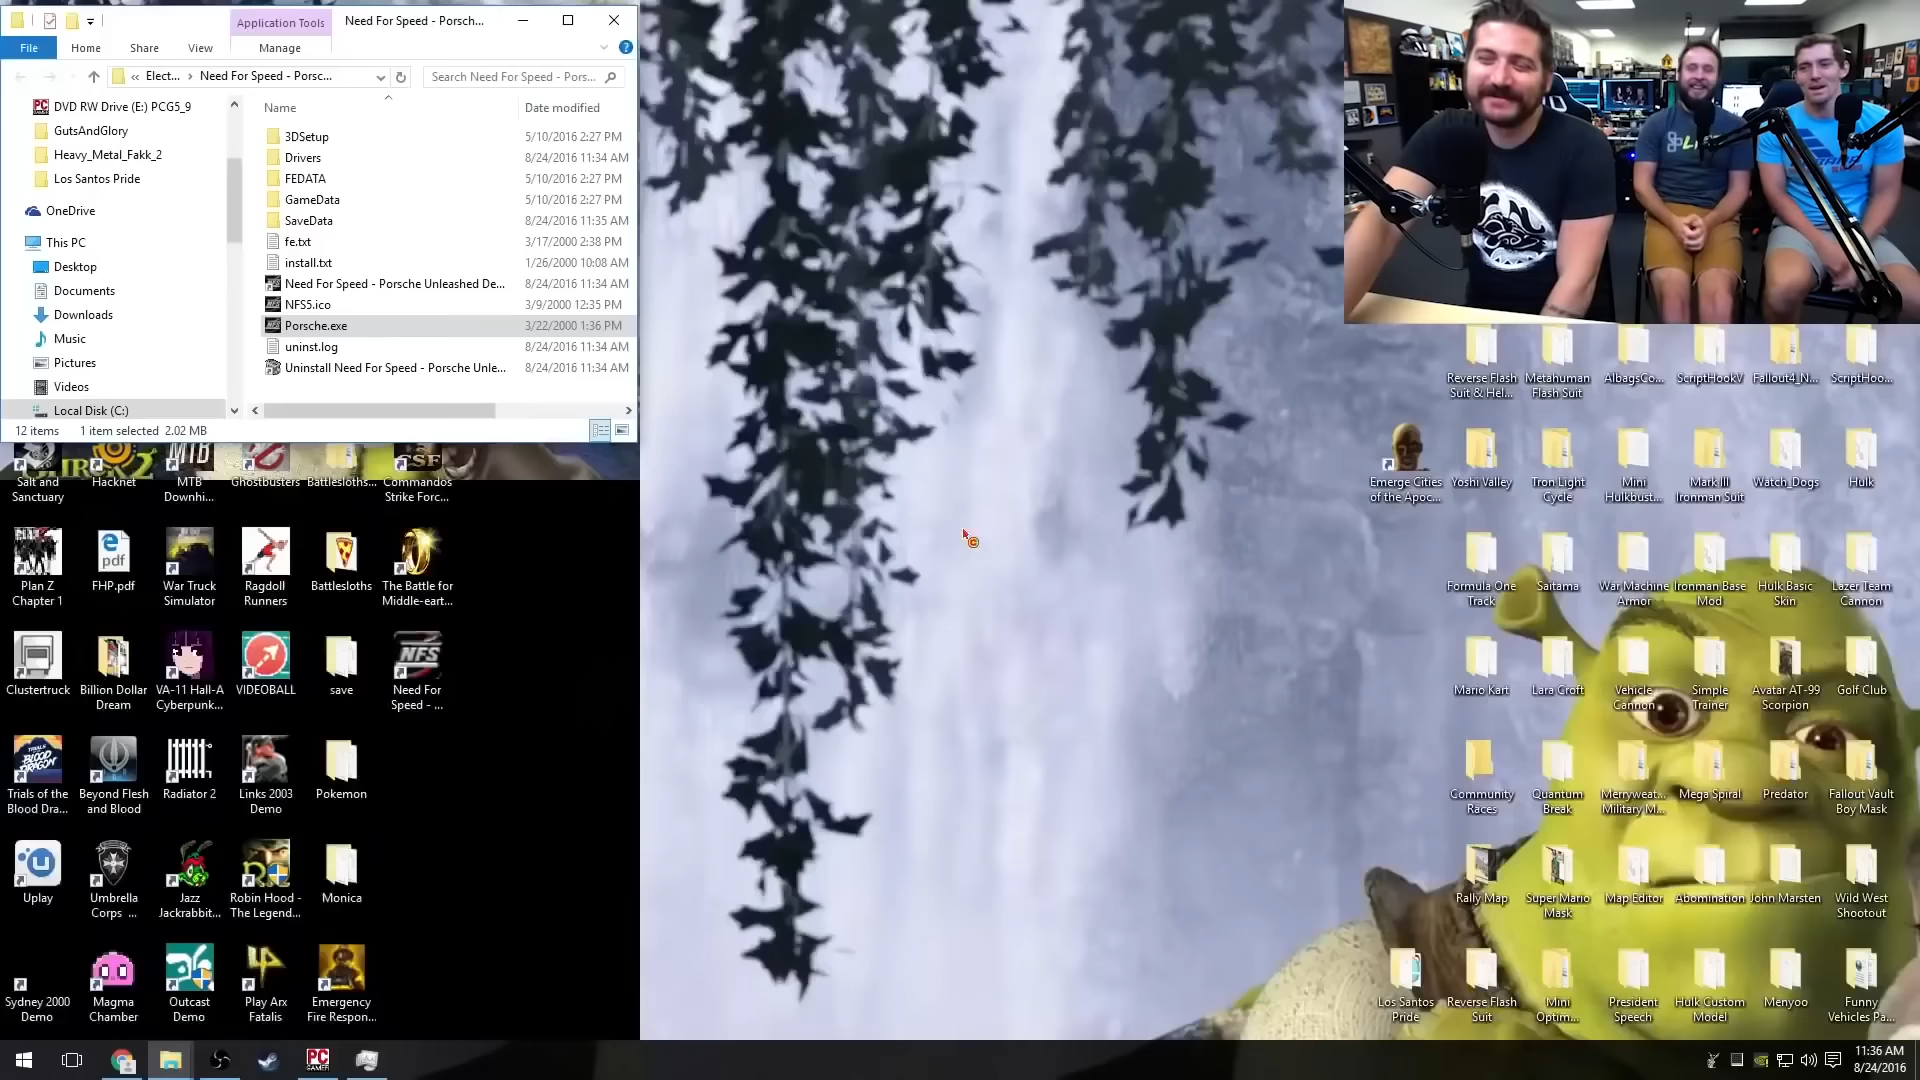 Application Tools
Need For Speed - Porsch...
File
Home
Share
View
Manage
Elect...
Need For Speed - Porsc...
Search Need For Speed - Pors...
DVD RW Drive (E:) PCG5_9
GutsAndGlory
Heavy_Metal_Fakk_2
Los Santos Pride
OneDrive
This PC
Desktop
Documents
Downloads
Music
Pictures
Videos
Local Disk (C:)
Name
Date modified
3DSetup
5/10/2016 2:27 PM
Drivers
8/24/2016 11:34 AM
FEDATA
5/10/2016 2:27 PM
GameData
5/10/2016 2:27 PM
SaveData
8/24/2016 11:35 AM
fe.txt
3/17/2000 2:38 PM
install.txt
1/26/2000 10:08 AM
Need For Speed - Porsche Unleashed De...
8/24/2016 11:34 AM
NFS5.ico
3/9/2000 12:35 PM
Porsche.exe
3/22/2000 1:36 PM
uninst.log
8/24/2016 11:34 AM
Uninstall Need For Speed - Porsche Unle...
8/24/2016 11:34 AM
12 items
1 item selected
2.02 MB
Salt and
Sanctuary
Hacknet
MTB
Downhi...
Ghostbusters
Battlesloths...
Commandos
Strike Forc...
Plan Z
Chapter 1
FHP.pdf
War Truck
Simulator
Ragdoll
Runners
Battlesloths
The Battle for
Middle-eart...
Clustertruck
Billion Dollar
Dream
VA-11 Hall-A
Cyberpunk...
VIDEOBALL
save
Need For
Speed - ...
Trials of the
Blood Dra...
Beyond Flesh
and Blood
Radiator 2
Links 2003
Demo
Pokemon
Uplay
Umbrella
Corps ...
Jazz
Jackrabbit...
Robin Hood -
The Legend...
Monica
Sydney 2000
Demo
Magma
Chamber
Outcast
Demo
Play Arx
Fatalis
Emergency
Fire Respon...
Reverse Flash
Suit & Hel...
Metahuman
Flash Suit
AlbagsCo...
ScriptHookV
Fallout4_N...
ScriptHoo...
Emerge Cities
of the Apoc...
Yoshi Valley
Tron Light
Cycle
Mini
Hulkbust...
Mark III
Ironman Suit
Watch_Dogs
Hulk
Formula One
Track
Saitama
War Machine
Armor
Ironman Base
Mod
Hulk Basic
Skin
Lazer Team
Cannon
Mario Kart
Lara Croft
Vehicle
Cannon
Simple
Trainer
Avatar AT-99
Scorpion
Golf Club
Community
Races
Quantum
Break
Merryweat...
Military M...
Mega Spiral
Predator
Fallout Vault
Boy Mask
Rally Map
Super Mario
Mask
Map Editor
Abomination
John Marsten
Wild West
Shootout
Los Santos
Pride
Reverse Flash
Suit
Mini
Optim...
President
Speech
Hulk Custom
Model
Menyoo
Funny
Vehicles Pa...
11:36 AM
8/24/2016